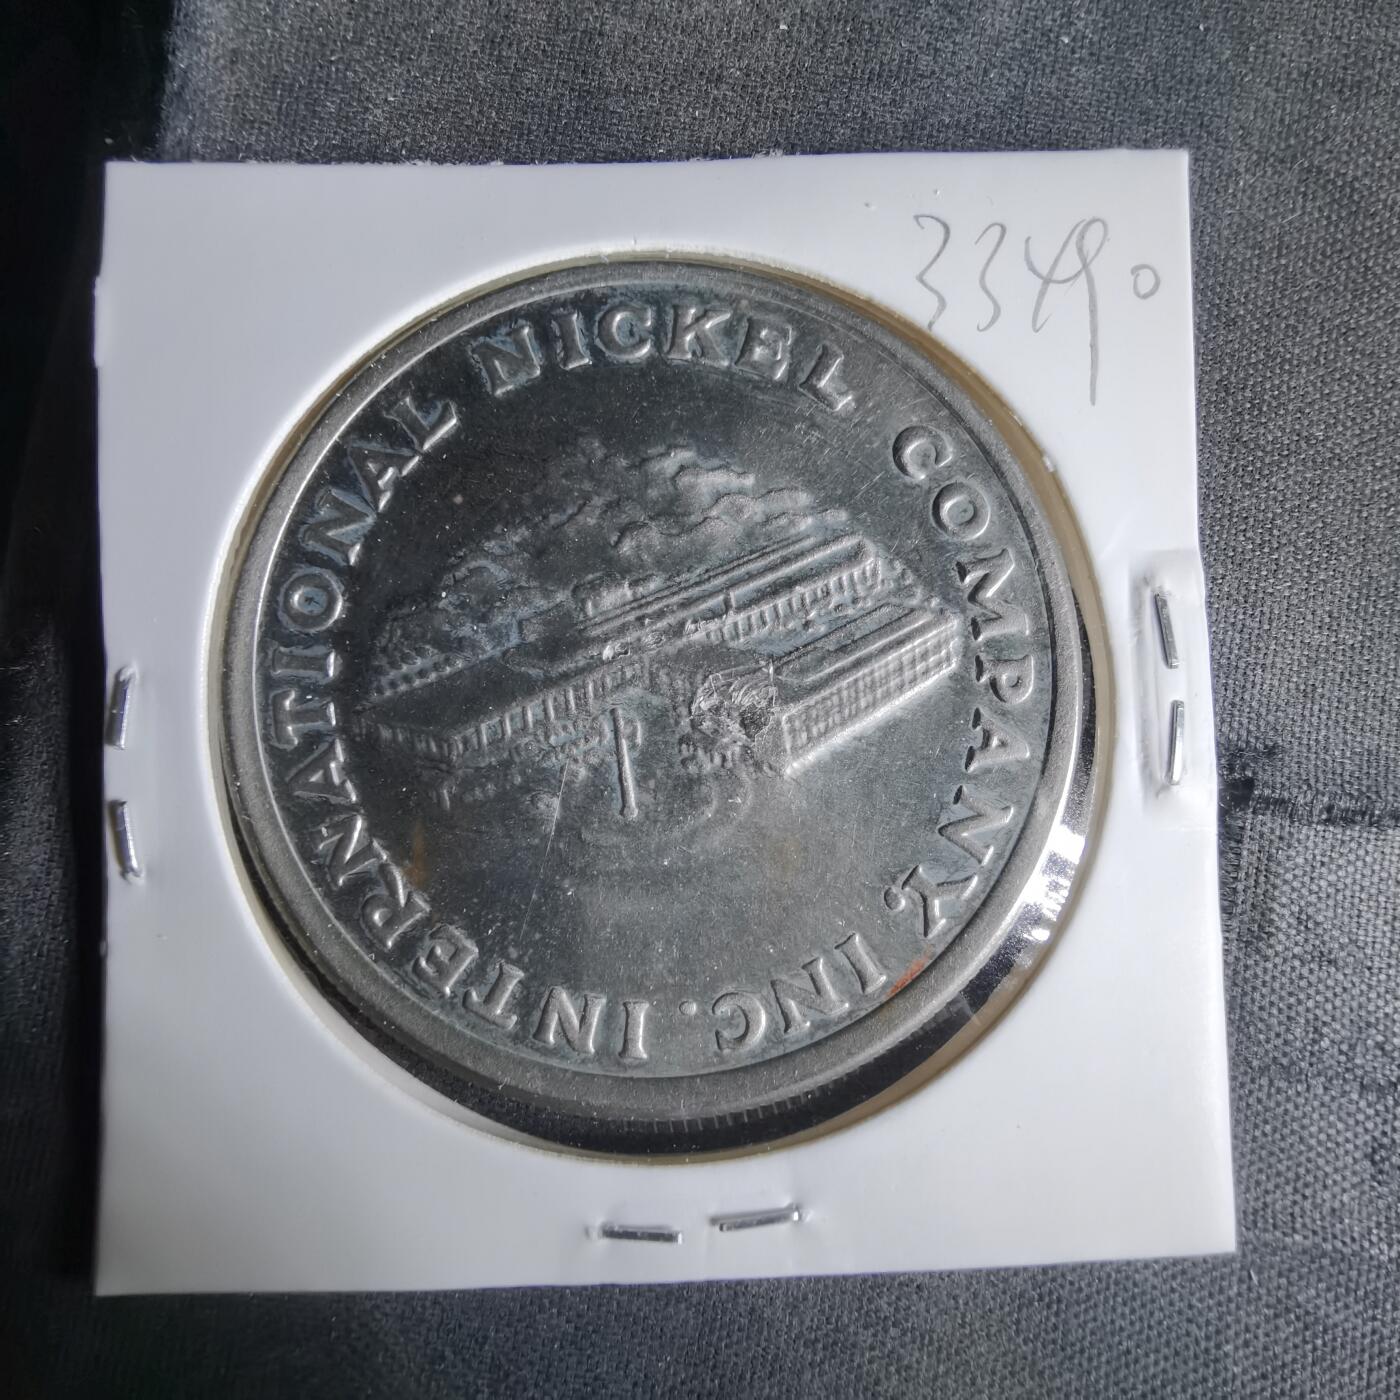 3349.
INTERNATIONAL NICKEL COMPANY, INC.